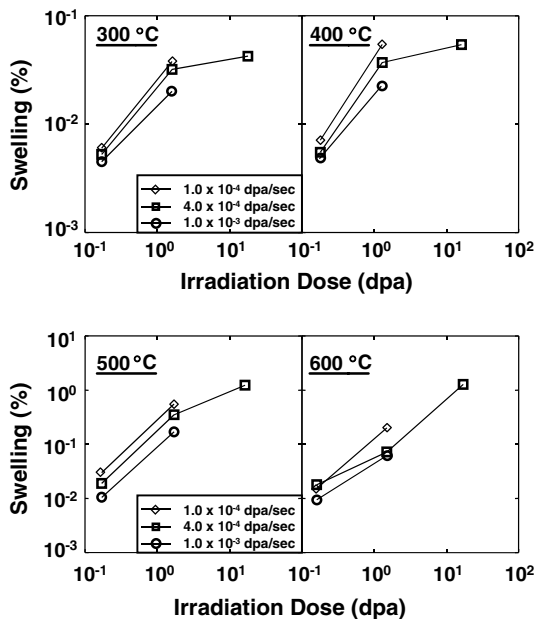 300 °C
400 °C
Swelling (%)
10⁻¹
10⁻²
10⁻³
1.0 x 10⁻⁴ dpa/sec
4.0 x 10⁻⁴ dpa/sec
1.0 x 10⁻³ dpa/sec
10⁻¹ 10⁰ 10¹ 10⁻¹ 10⁰ 10¹ 10²
Irradiation Dose (dpa)
500 °C
600 °C
Swelling (%)
10¹
10⁰
10⁻¹
10⁻²
10⁻³
1.0 x 10⁻⁴ dpa/sec
4.0 x 10⁻⁴ dpa/sec
1.0 x 10⁻³ dpa/sec
10⁻¹ 10⁰ 10¹ 10⁻¹ 10⁰ 10¹ 10²
Irradiation Dose (dpa)